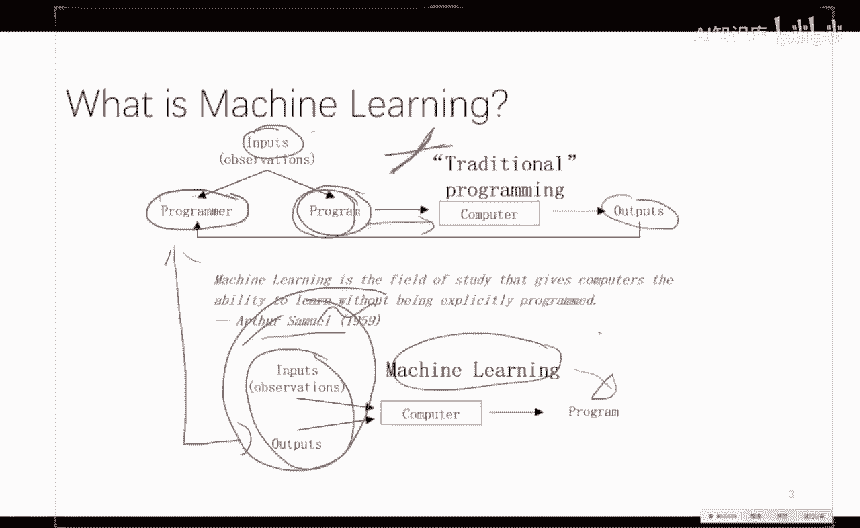 AI知识库
What is Machine Learning?
Inputs
(observations)
"Traditional"
programming
Programmer
Program
Computer
Outputs
Machine Learning is the field of study that gives computers the
ability to learn without being explicitly programmed.
— Arthur Samuel (1959)
Inputs
(observations)
Machine Learning
Computer
Program
Outputs
3